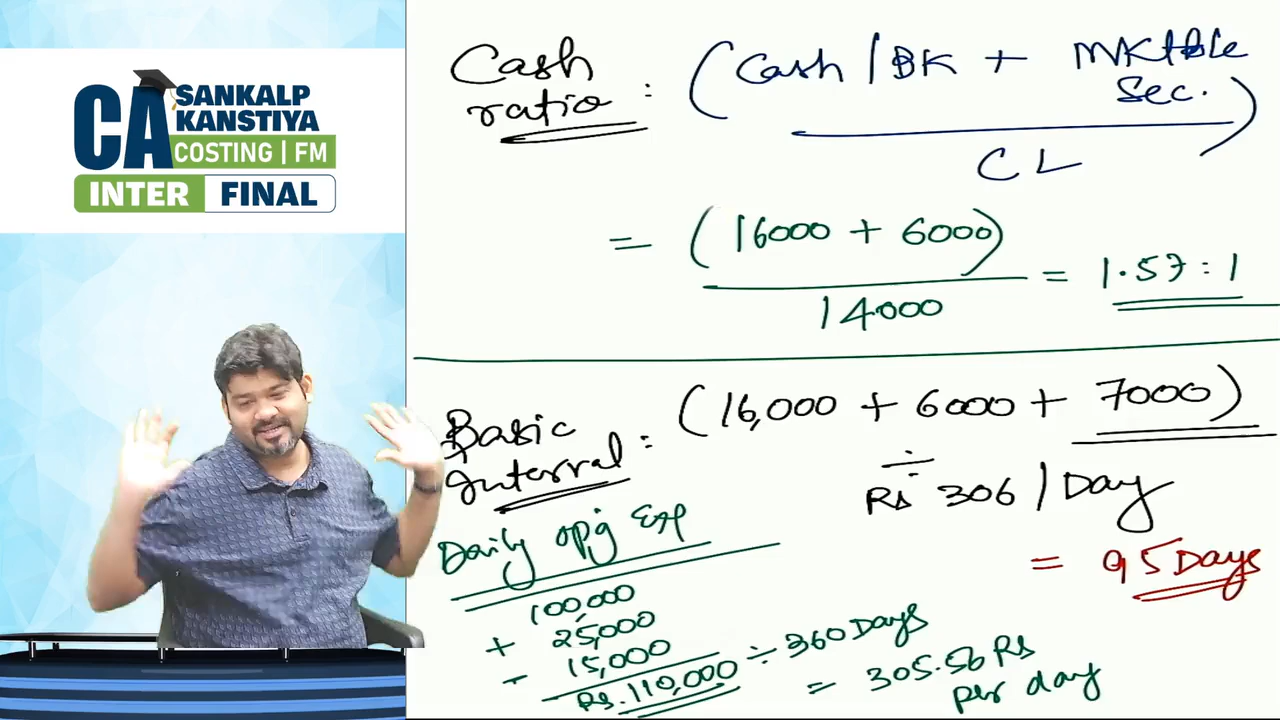 CA SANKALP KANSTIYA
COSTING | FM
INTER FINAL
Cash ratio : (Cash / BK + MKtble Sec.)
CL
= (16000 + 6000)
14000
= 1.57 : 1
Basic Interval : (16,000 + 6000 + 7000)
÷
Rs 306 / Day
= 95 Days
Daily opg Exp
100,000
+ 25,000
- 15,000
Rs. 110,000 ÷ 360 Days
= 305.56 Rs per day